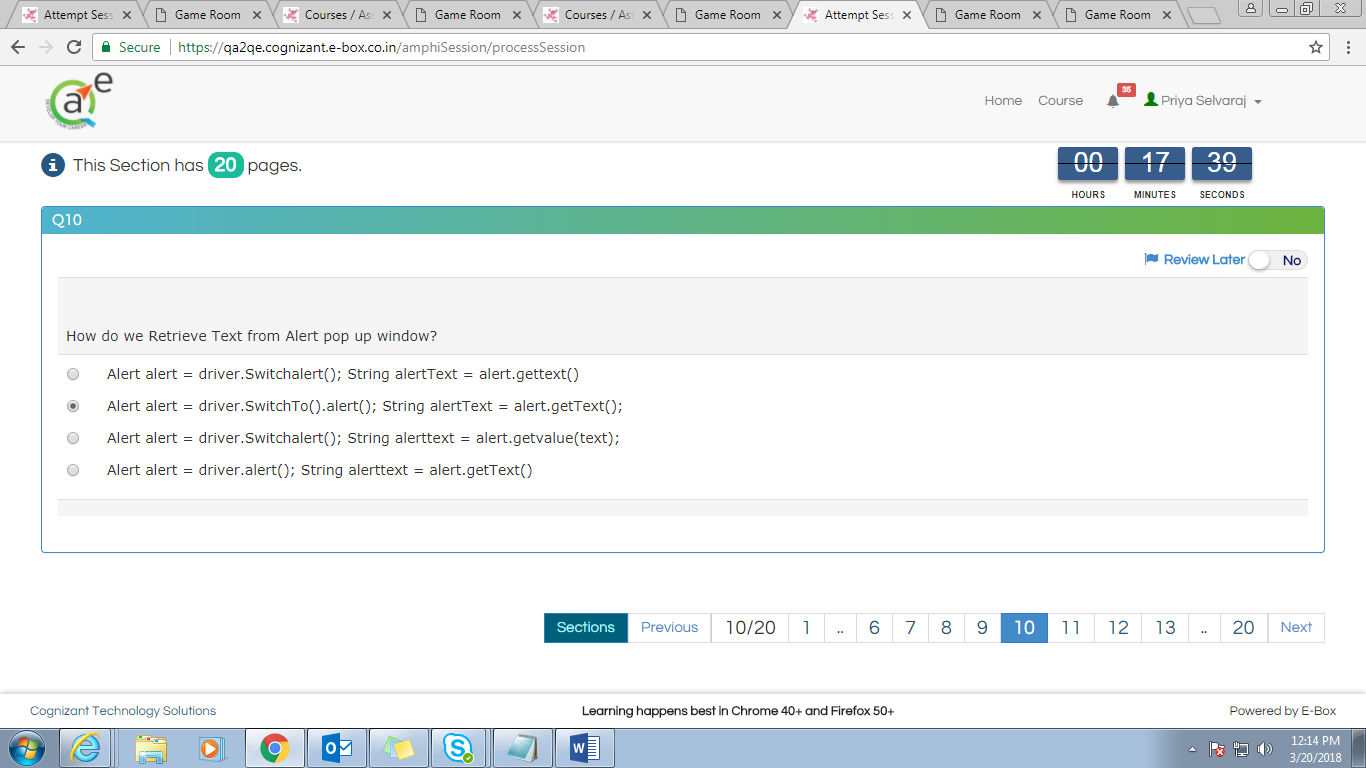 Attempt Sess
Game Room
Courses / As
Game Room
Courses / As
Game Room
Attempt Sess
Game Room
Game Room
Secure
https://qa2qe.cognizant.e-box.co.in/amphiSession/processSession
a e
Home
Course
35
Priya Selvaraj
This Section has 20 pages.
00 17 39
HOURS MINUTES SECONDS
Q10
Review Later No
How do we Retrieve Text from Alert pop up window?
Alert alert = driver.Switchalert(); String alertText = alert.gettext()
Alert alert = driver.SwitchTo().alert(); String alertText = alert.getText();
Alert alert = driver.Switchalert(); String alerttext = alert.getvalue(text);
Alert alert = driver.alert(); String alerttext = alert.getText()
Sections Previous 10/20 1 .. 6 7 8 9 10 11 12 13 .. 20 Next
Cognizant Technology Solutions
Learning happens best in Chrome 40+ and Firefox 50+
Powered by E-Box
12:14 PM
3/20/2018